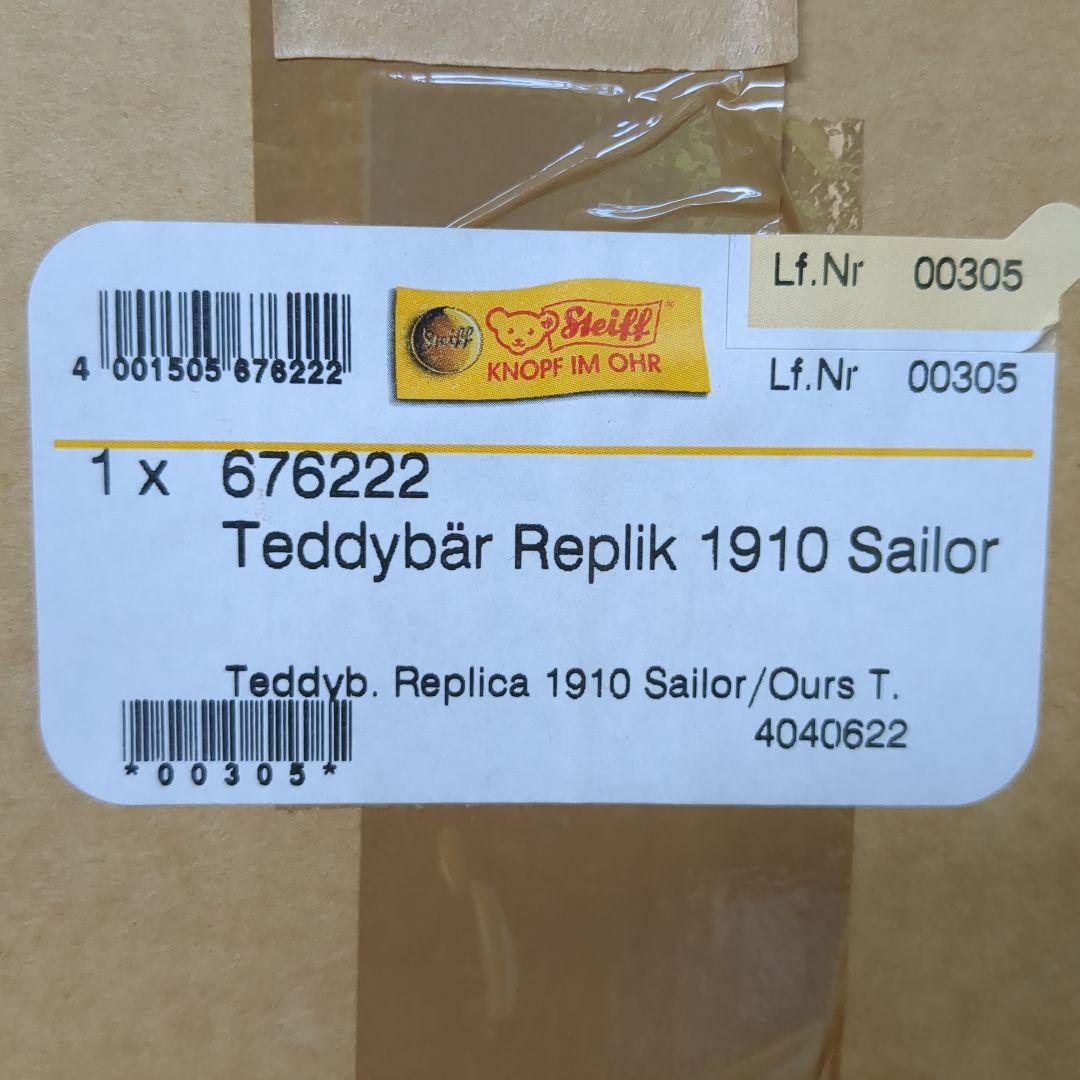 Lf.Nr 00305
Steiff
Steiff
KNOPF IM OHR
4 001505 676222
Lf.Nr 00305
1 x 676222
Teddybär Replik 1910 Sailor
Teddyb. Replica 1910 Sailor/Ours T.
4040622
*00305*